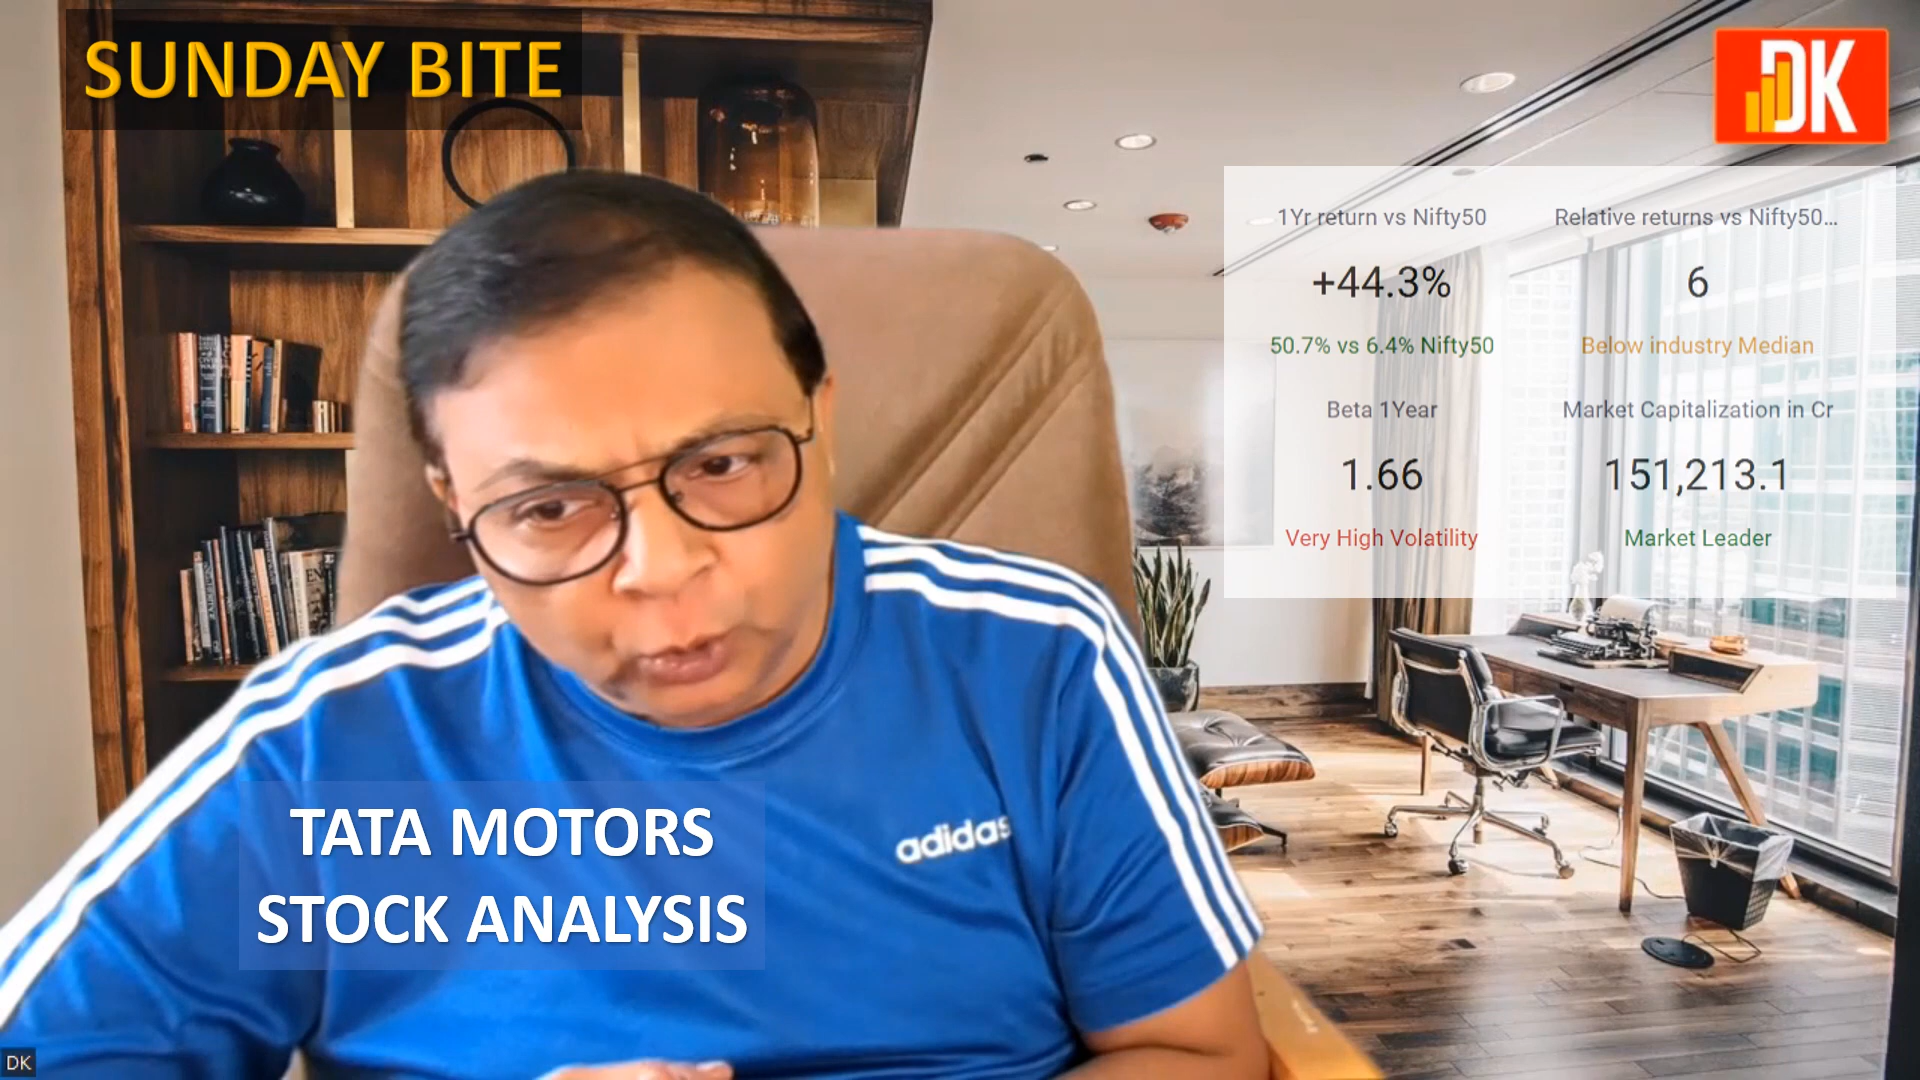 SUNDAY BITE
DK
1Yr return vs Nifty50
Relative returns vs Nifty50...
+44.3%
6
50.7% vs 6.4% Nifty50
Below industry Median
Beta 1Year
Market Capitalization in Cr
1.66
151,213.1
Very High Volatility
Market Leader
adidas
TATA MOTORS
STOCK ANALYSIS
DK